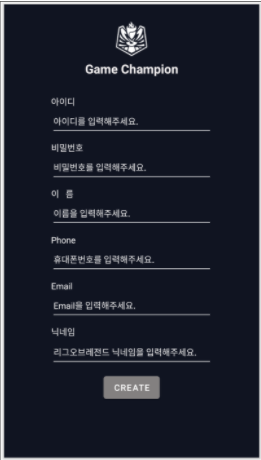 Game Champion
아이디
아이디를 입력해주세요.
비밀번호
비밀번호를 입력해주세요.
이 름
이름을 입력해주세요.
Phone
휴대폰번호를 입력해주세요.
Email
Email을 입력해주세요.
닉네임
리그오브레전드 닉네임을 입력해주세요.
CREATE